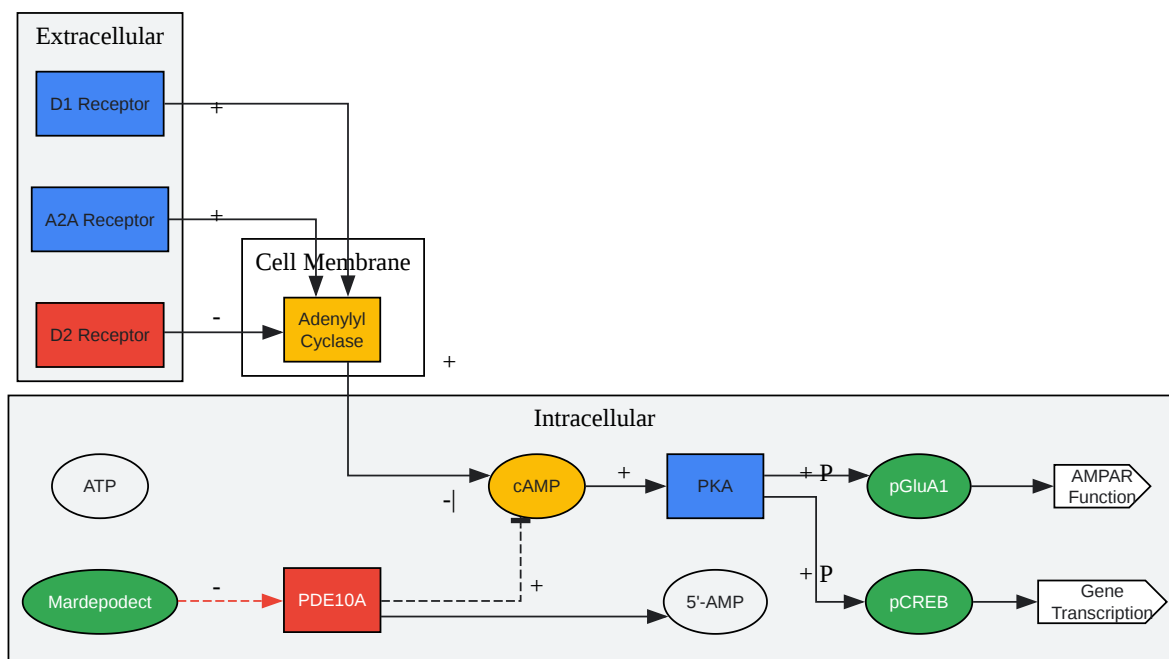 Extracellular
D1 Receptor
+
A2A Receptor
+
Cell Membrane
D2 Receptor
-
Adenylyl
Cyclase
+
Intracellular
ATP
cAMP
+
PKA
+ P
pGluA1
AMPAR
Function
-|
Mardepodect
-
PDE10A
+
5'-AMP
+ P
pCREB
Gene
Transcription